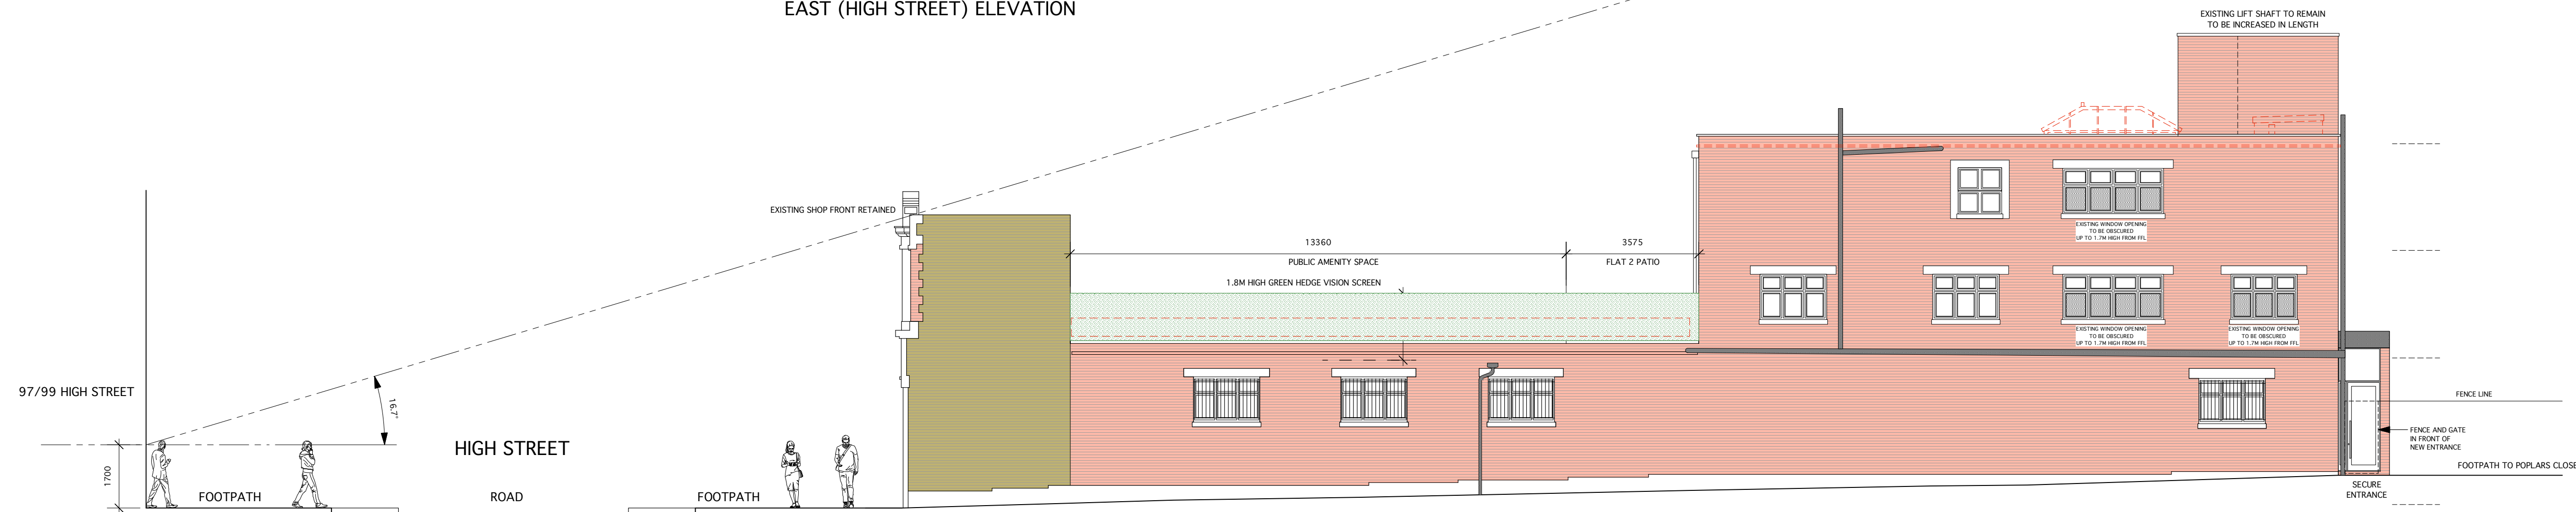 EAST (HIGH STREET) ELEVATION
EXISTING LIFT SHAFT TO REMAIN
TO BE INCREASED IN LENGTH
EXISTING SHOP FRONT RETAINED
13360
3575
PUBLIC AMENITY SPACE
FLAT 2 PATIO
1.8M HIGH GREEN HEDGE VISION SCREEN
EXISTING WINDOW OPENING
TO BE OBSCURED
UP TO 1.7M HIGH FROM FFL
EXISTING WINDOW OPENING
TO BE OBSCURED
UP TO 1.7M HIGH FROM FFL
EXISTING WINDOW OPENING
TO BE OBSCURED
UP TO 1.7M HIGH FROM FFL
97/99 HIGH STREET
16.7°
HIGH STREET
1700
FOOTPATH
ROAD
FOOTPATH
FENCE LINE
FENCE AND GATE
IN FRONT OF
NEW ENTRANCE
FOOTPATH TO POPLARS CLOSE
SECURE
ENTRANCE